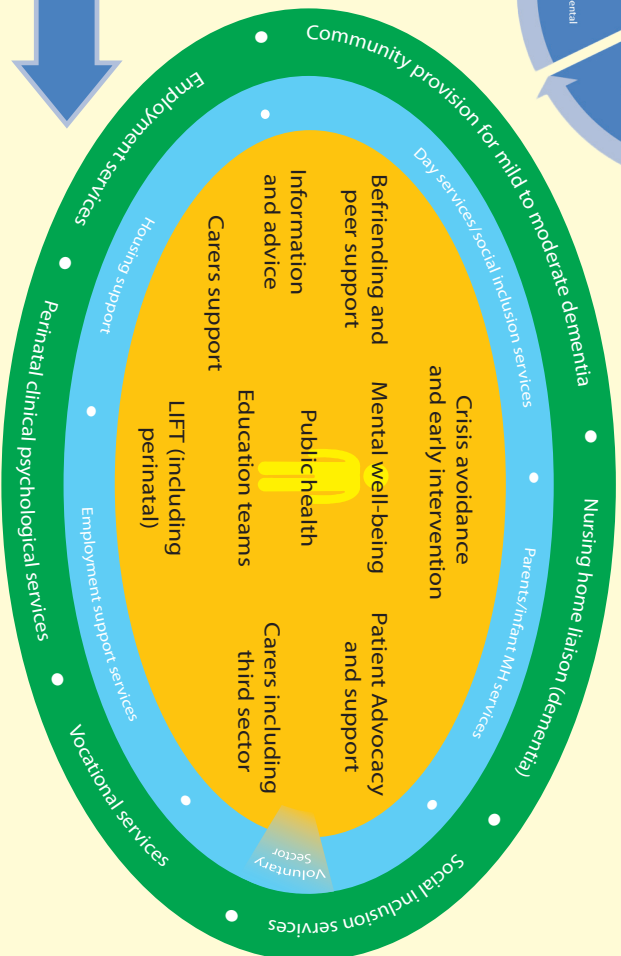 ental
Community provision for mild to moderate dementia
Nursing home liaison (dementia)
Social inclusion services
Vocational services
Perinatal clinical psychological services
Employment services
Day services/social inclusion services
Parents/infant MH services
Voluntary
Sector
Employment support services
Housing support
Crisis avoidance
and early intervention
Befriending and
peer support
Mental well-being
Patient Advocacy
and support
Information
and advice
Public health
Carers support
Education teams
Carers including
third sector
LIFT (including
perinatal)